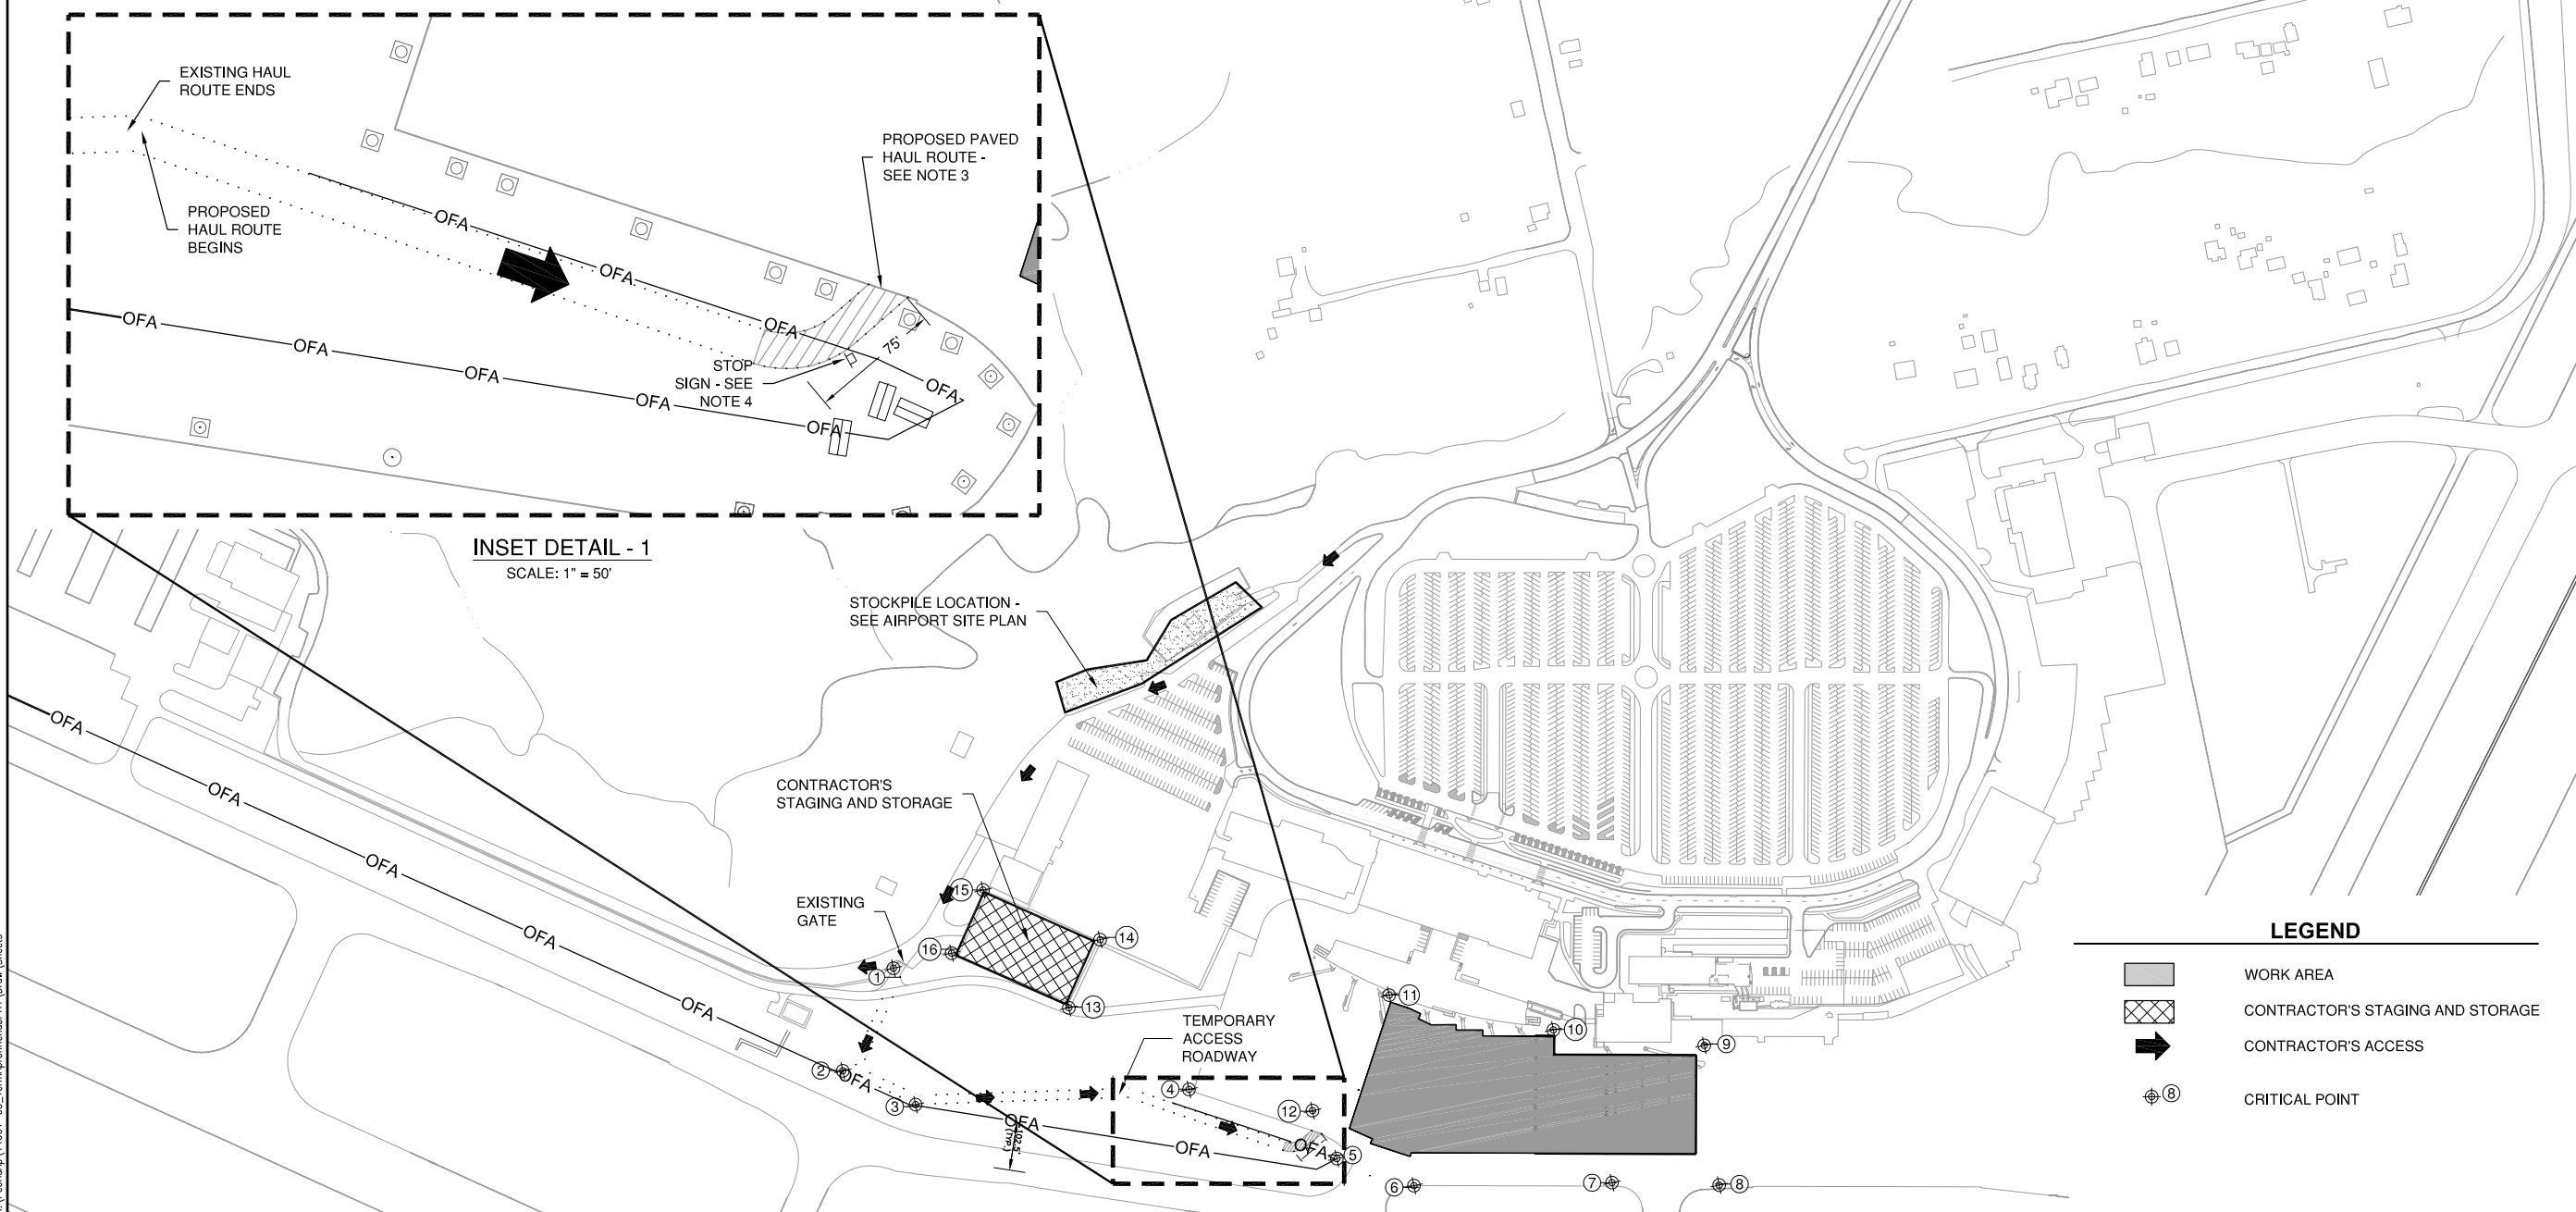 EXISTING HAUL
ROUTE ENDS
PROPOSED
HAUL ROUTE
BEGINS
PROPOSED PAVED
HAUL ROUTE -
SEE NOTE 3
OFA
OFA
OFA
OFA
75'
STOP
SIGN - SEE
NOTE 4
OFA
OFA
OFA
OFA
OFA
INSET DETAIL - 1
SCALE: 1" = 50'
STOCKPILE LOCATION -
SEE AIRPORT SITE PLAN
CONTRACTOR'S
STAGING AND STORAGE
EXISTING
GATE
OFA
OFA
OFA
OFA
OFA
OFA
OFA
OFA
OFA
102.5'
(TYP.)
TEMPORARY
ACCESS
ROADWAY
15
14
16
1
13
2
3
4
12
5
6
7
8
9
10
11
LEGEND
WORK AREA
CONTRACTOR'S STAGING AND STORAGE
CONTRACTOR'S ACCESS
8 CRITICAL POINT